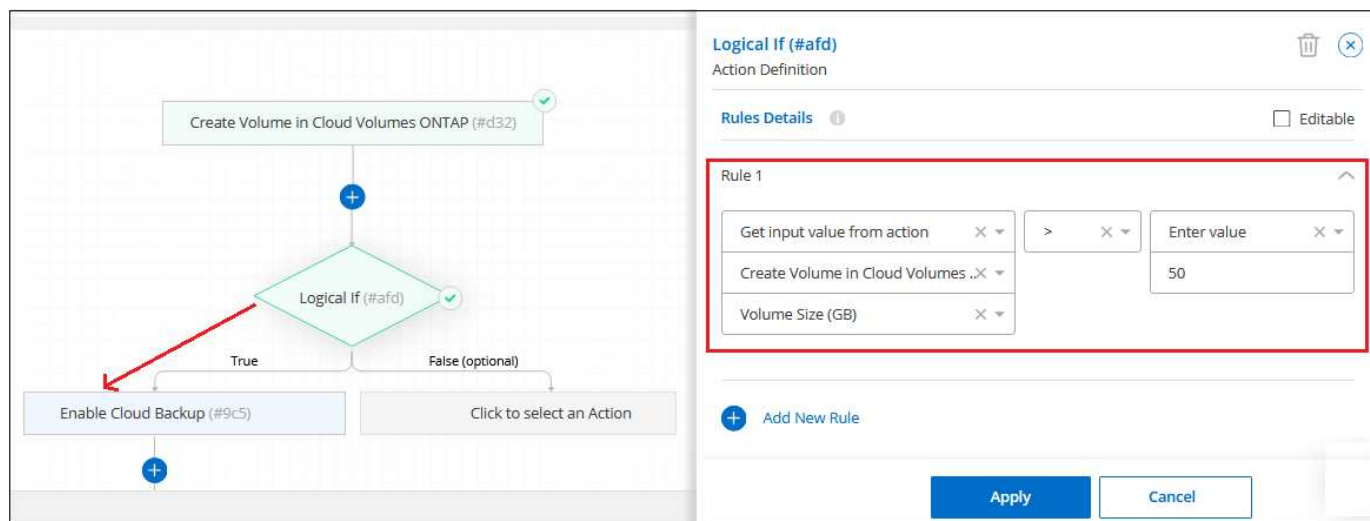 Create Volume in Cloud Volumes ONTAP (#d32)
Logical If (#afd)
True
False (optional)
Enable Cloud Backup (#9c5)
Click to select an Action
Logical If (#afd)
Action Definition
Rules Details
Editable
Rule 1
Get input value from action
>
Enter value
Create Volume in Cloud Volumes ..
50
Volume Size (GB)
Add New Rule
Apply
Cancel